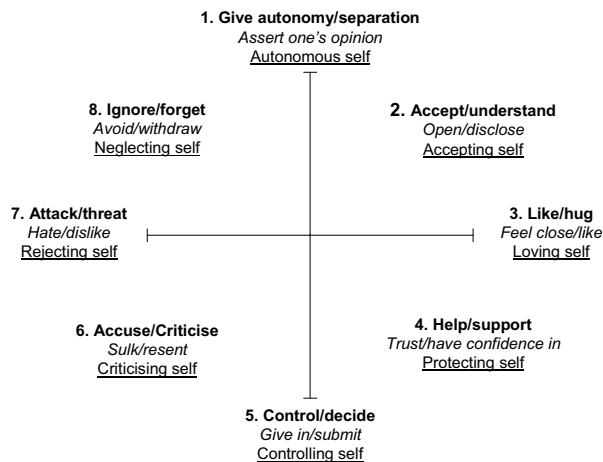 1. Give autonomy/separation
Assert one's opinion
Autonomous self
8. Ignore/forget
Avoid/withdraw
Neglecting self
2. Accept/understand
Open/disclose
Accepting self
7. Attack/threat
Hate/dislike
Rejecting self
3. Like/hug
Feel close/like
Loving self
6. Accuse/Criticise
Sulk/resent
Criticising self
4. Help/support
Trust/have confidence in
Protecting self
5. Control/decide
Give in/submit
Controlling self